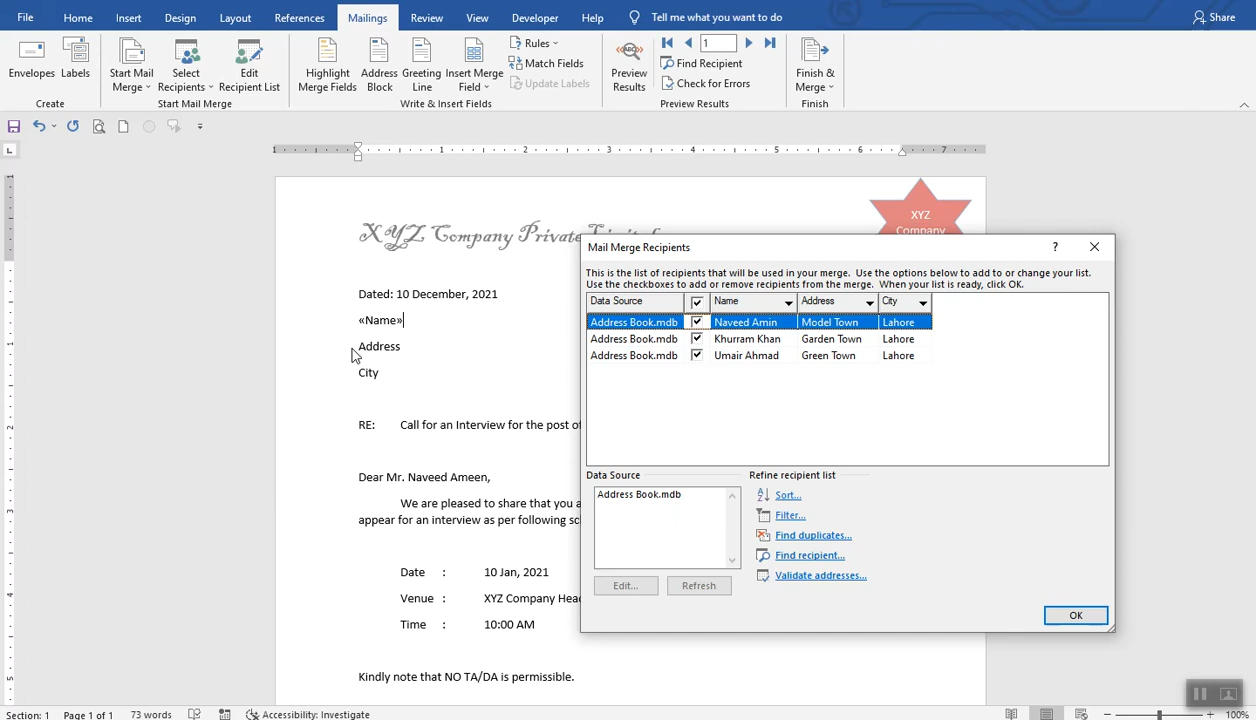 File Home Insert Design Layout References Mailings Review View Developer Help Tell me what you want to do Share
Envelopes Labels Start Mail Merge Select Recipients Edit Recipient List Highlight Merge Fields Address Block Greeting Line Insert Merge Field Rules Match Fields Update Labels Preview Results 1 Find Recipient Check for Errors Finish & Merge
Create Start Mail Merge Write & Insert Fields Preview Results Finish
1 1 2 3 4 5 6 7
XYZ Company Private Limited
XYZ
Company
Dated: 10 December, 2021
«Name»
Address
City
RE: Call for an Interview for the post of
Dear Mr. Naveed Ameen,
We are pleased to share that you a
appear for an interview as per following sc
Date : 10 Jan, 2021
Venue : XYZ Company Hea
Time : 10:00 AM
Kindly note that NO TA/DA is permissible.
Mail Merge Recipients ?
This is the list of recipients that will be used in your merge. Use the options below to add to or change your list.
Use the checkboxes to add or remove recipients from the merge. When your list is ready, click OK.
Data Source Name Address City
Address Book.mdb Naveed Amin Model Town Lahore
Address Book.mdb Khurram Khan Garden Town Lahore
Address Book.mdb Umair Ahmad Green Town Lahore
Data Source Refine recipient list
Address Book.mdb
Sort...
Filter...
Find duplicates...
Find recipient...
Validate addresses...
Edit... Refresh
OK
Section: 1 Page 1 of 1 73 words Accessibility: Investigate 100%